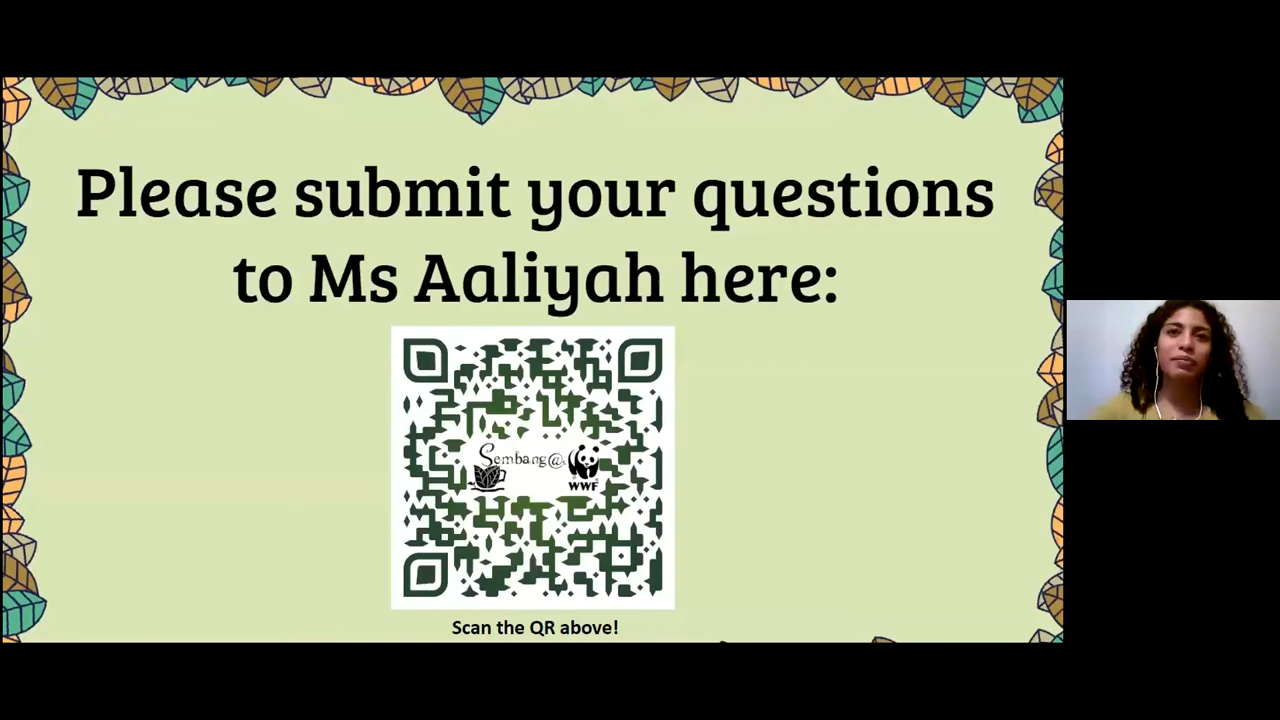 Please submit your questions
to Ms Aaliyah here:
Sembang@
WWF
Scan the QR above!